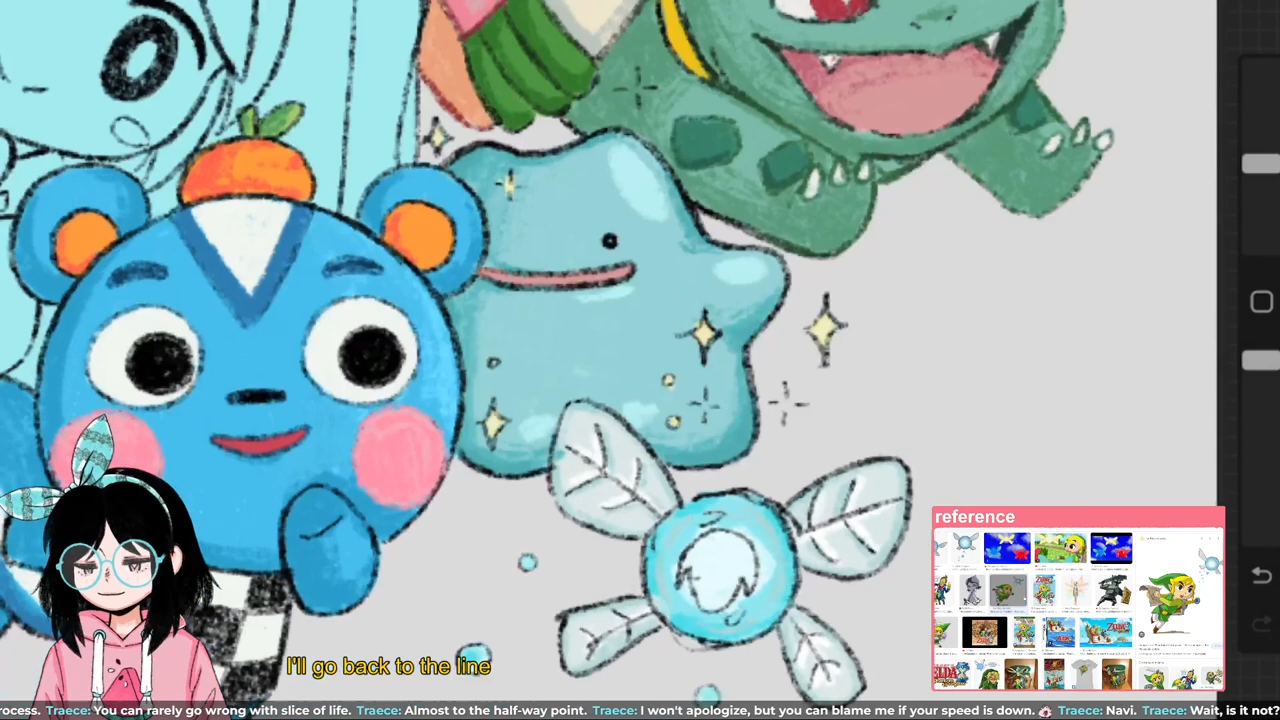 reference
I'll go back to the line
rocess. Traece: You can rarely go wrong with slice of life. Traece: Almost to the half-way point. Traece: I won't apologize, but you can blame me if your speed is down. Traece: Navi. Traece: Wait, is it not?